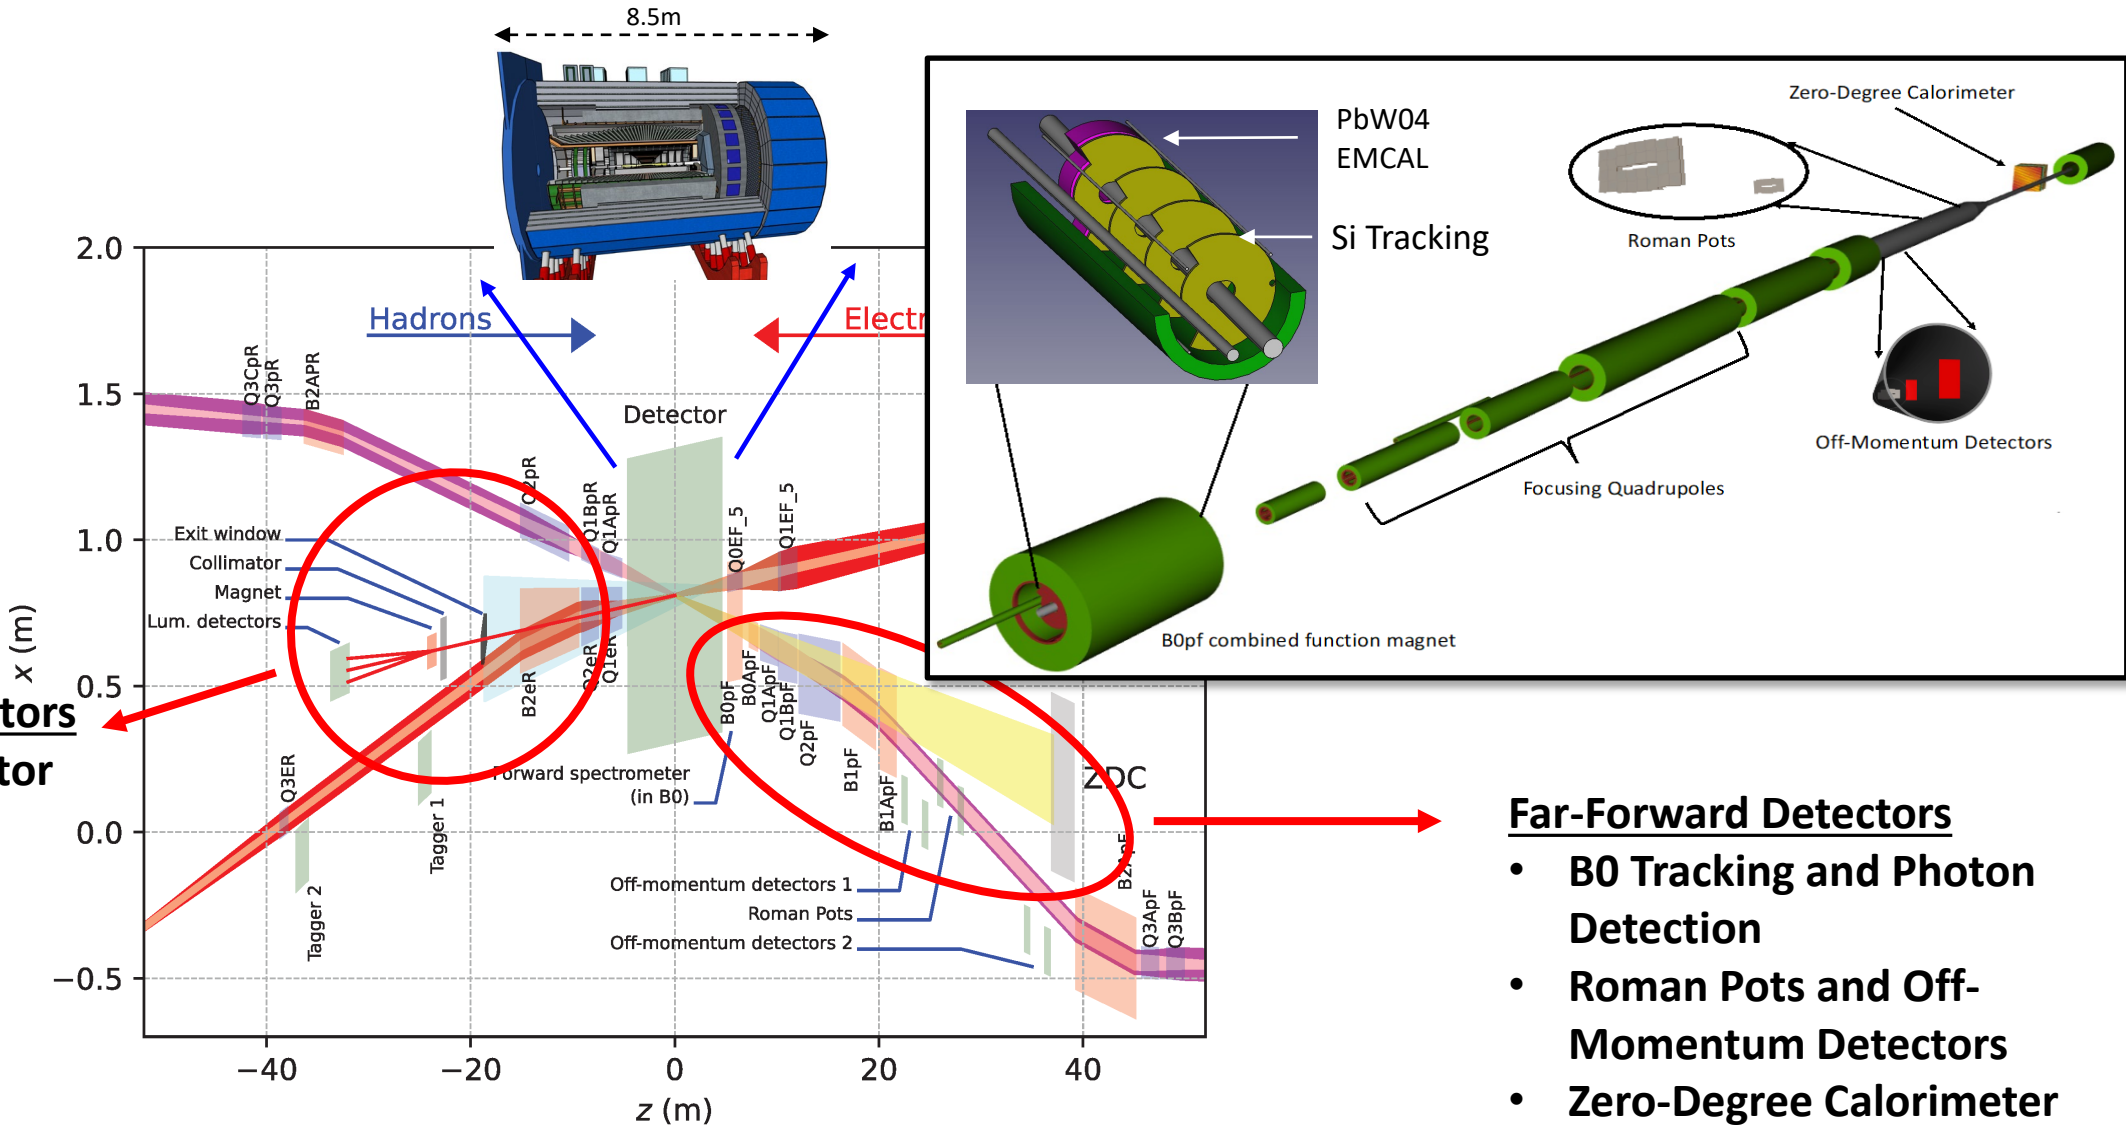 8.5m
PbW04
EMCAL
Si Tracking
Zero-Degree Calorimeter
Roman Pots
Off-Momentum Detectors
Focusing Quadrupoles
B0pf combined function magnet
Hadrons
Electr
Detector
Q3CpR
Q3pR
B2APR
Q2pR
Q1BpR
Q1ApR
Q0EF_5
Q1EF_5
Exit window
Collimator
Magnet
Lum. detectors
B2eR
Q2eR
Q1eR
B0pF
B0ApF
Q1ApF
Q1BpF
Q2pF
B1pF
B1ApF
ZDC
B2ApF
Q3ApF
Q3BpF
Q3ER
Tagger 1
Tagger 2
Forward spectrometer
(in B0)
Off-momentum detectors 1
Roman Pots
Off-momentum detectors 2
2.0
1.5
1.0
0.5
0.0
−0.5
x (m)
−40
−20
0
20
40
z (m)
tors
tor
Far-Forward Detectors
• B0 Tracking and Photon
Detection
• Roman Pots and Off-
Momentum Detectors
• Zero-Degree Calorimeter